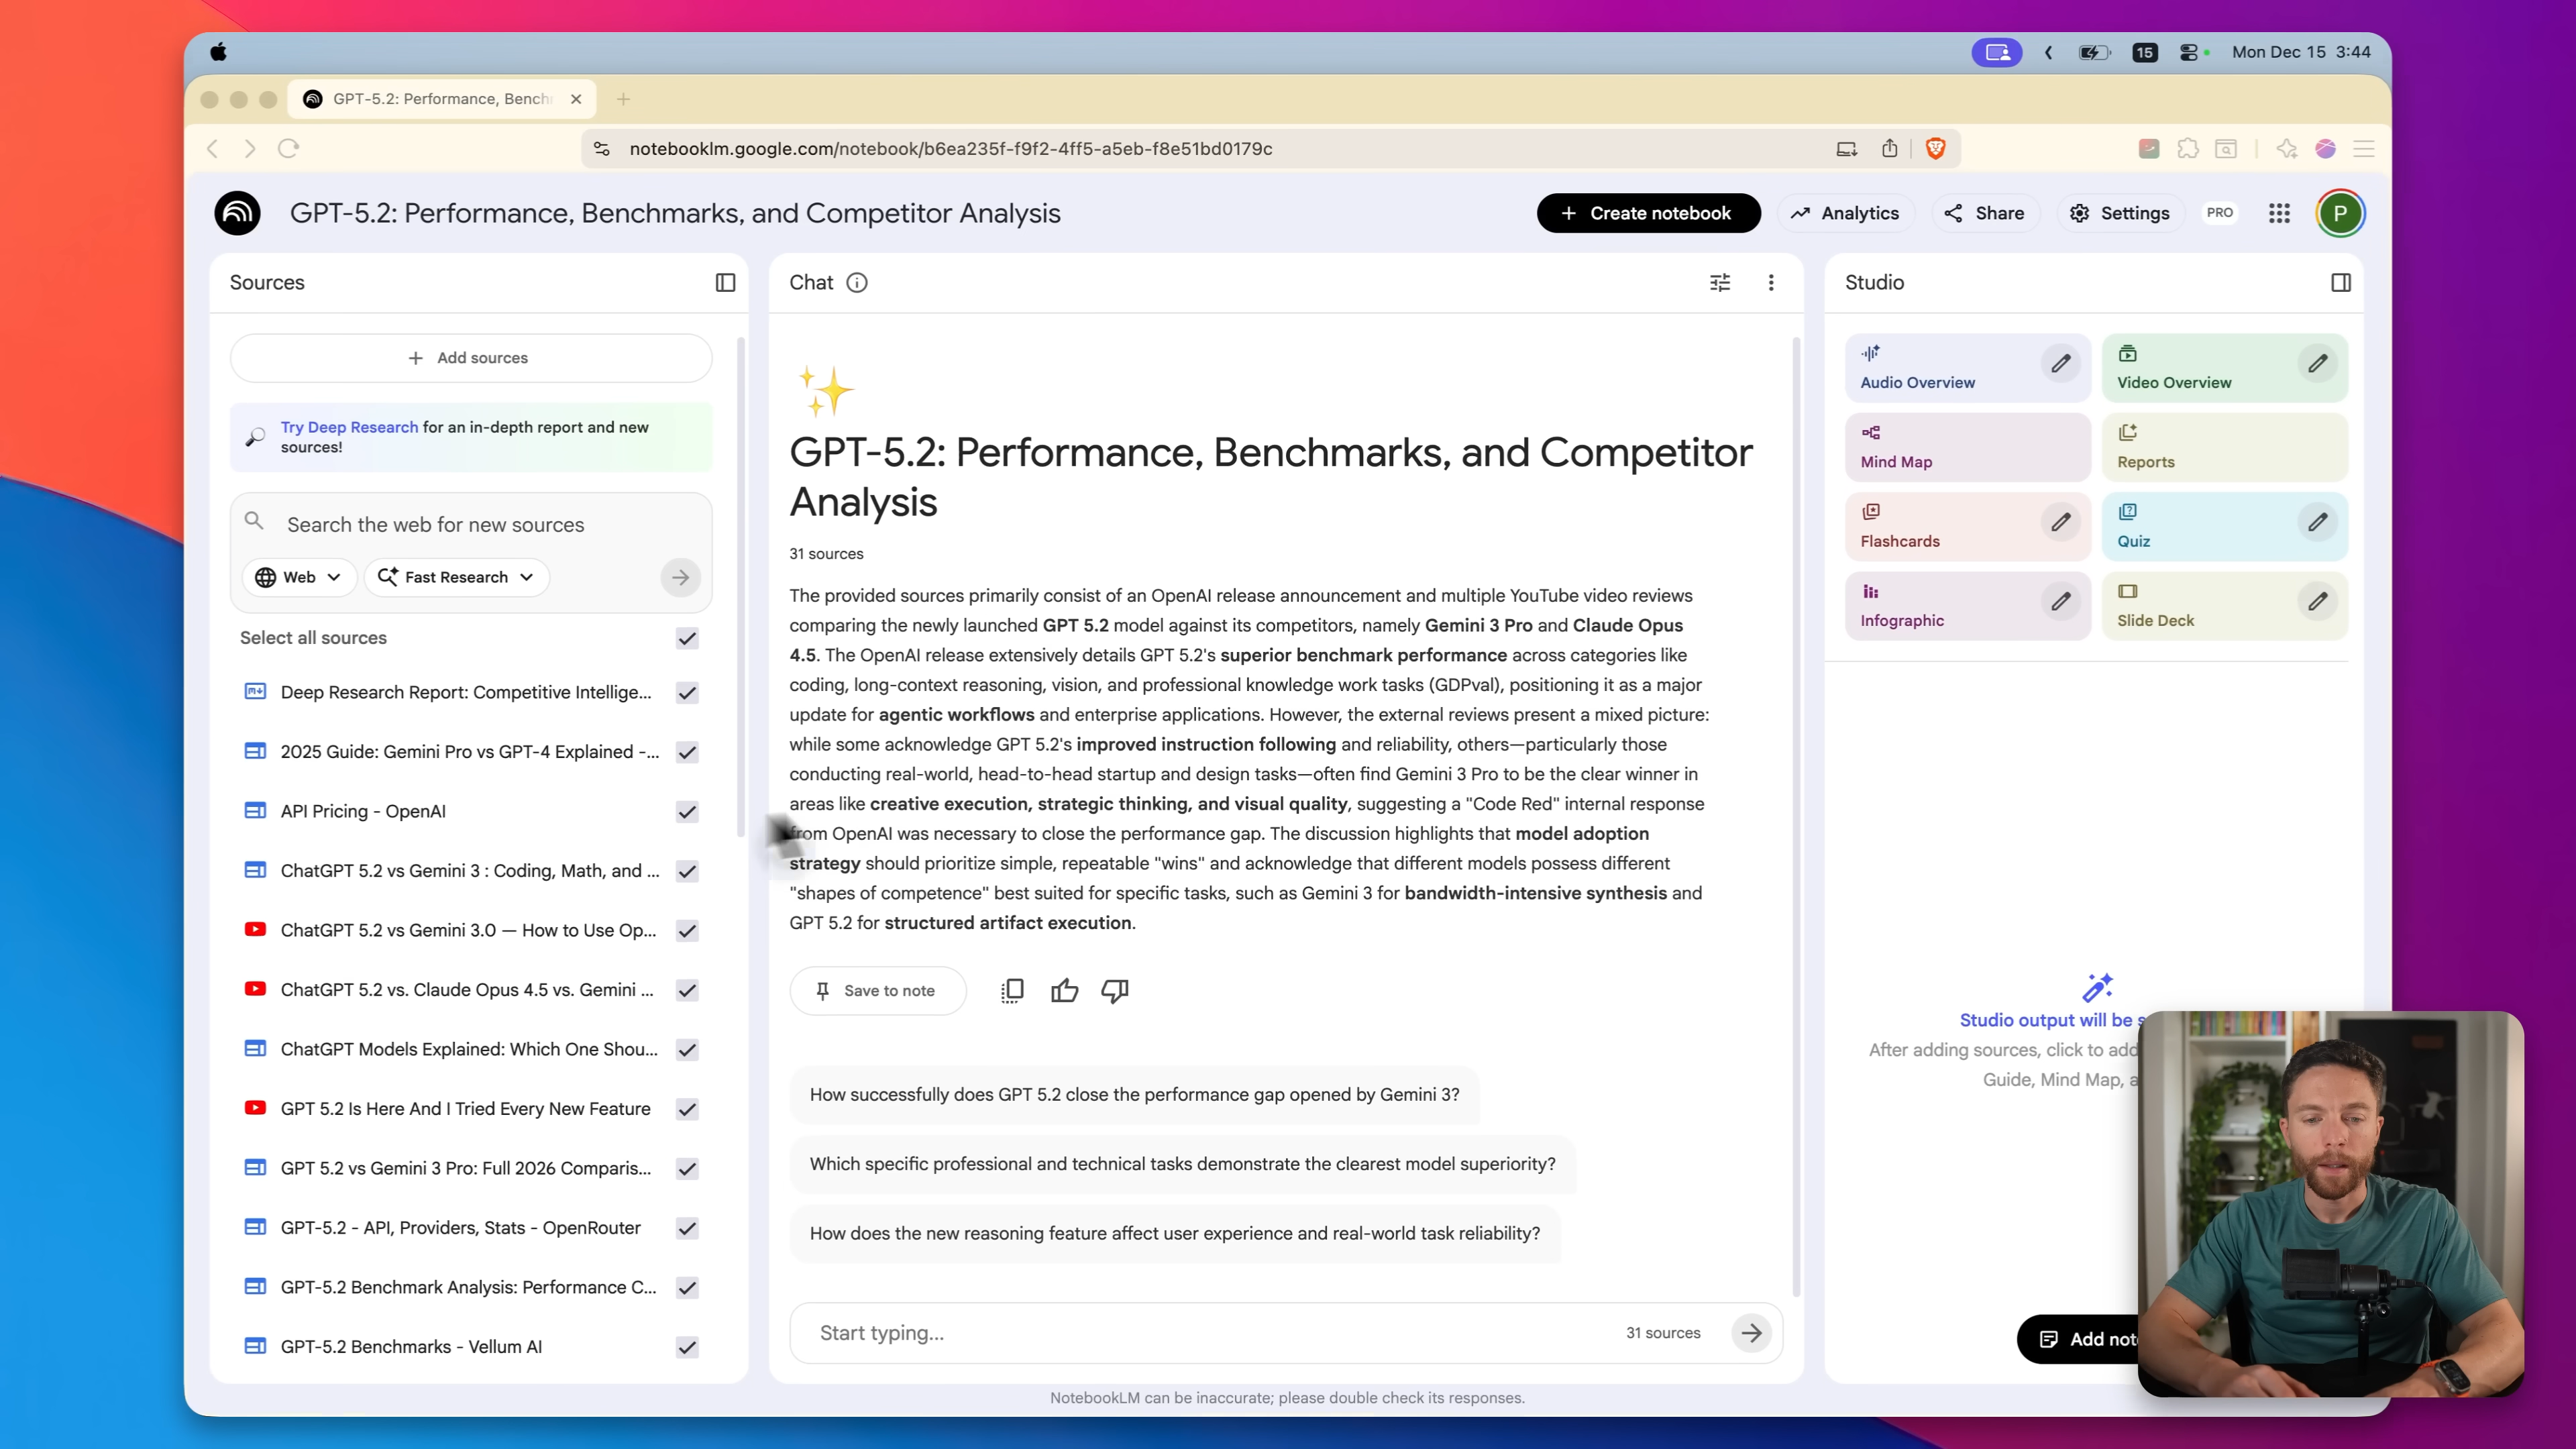 15
Mon Dec 15 3:44
GPT-5.2: Performance, Bench
notebooklm.google.com/notebook/b6ea235f-f9f2-4ff5-a5eb-f8e51bd0179c
GPT-5.2: Performance, Benchmarks, and Competitor Analysis
Create notebook
Analytics
Share
Settings
PRO
P
Sources
Add sources
Try Deep Research for an in-depth report and new
sources!
Search the web for new sources
Web
Fast Research
Select all sources
Deep Research Report: Competitive Intellige...
2025 Guide: Gemini Pro vs GPT-4 Explained -...
API Pricing - OpenAI
ChatGPT 5.2 vs Gemini 3 : Coding, Math, and ...
ChatGPT 5.2 vs Gemini 3.0 — How to Use Op...
ChatGPT 5.2 vs. Claude Opus 4.5 vs. Gemini ...
ChatGPT Models Explained: Which One Shou...
GPT 5.2 Is Here And I Tried Every New Feature
GPT 5.2 vs Gemini 3 Pro: Full 2026 Comparis...
GPT-5.2 - API, Providers, Stats - OpenRouter
GPT-5.2 Benchmark Analysis: Performance C...
GPT-5.2 Benchmarks - Vellum AI
Chat
GPT-5.2: Performance, Benchmarks, and Competitor
Analysis
31 sources
The provided sources primarily consist of an OpenAI release announcement and multiple YouTube video reviews
comparing the newly launched GPT 5.2 model against its competitors, namely Gemini 3 Pro and Claude Opus
4.5. The OpenAI release extensively details GPT 5.2's superior benchmark performance across categories like
coding, long-context reasoning, vision, and professional knowledge work tasks (GDPval), positioning it as a major
update for agentic workflows and enterprise applications. However, the external reviews present a mixed picture:
while some acknowledge GPT 5.2's improved instruction following and reliability, others—particularly those
conducting real-world, head-to-head startup and design tasks—often find Gemini 3 Pro to be the clear winner in
areas like creative execution, strategic thinking, and visual quality, suggesting a "Code Red" internal response
from OpenAI was necessary to close the performance gap. The discussion highlights that model adoption
strategy should prioritize simple, repeatable "wins" and acknowledge that different models possess different
"shapes of competence" best suited for specific tasks, such as Gemini 3 for bandwidth-intensive synthesis and
GPT 5.2 for structured artifact execution.
Save to note
How successfully does GPT 5.2 close the performance gap opened by Gemini 3?
Which specific professional and technical tasks demonstrate the clearest model superiority?
How does the new reasoning feature affect user experience and real-world task reliability?
Start typing...
31 sources
NotebookLM can be inaccurate; please double check its responses.
Studio
Audio Overview
Video Overview
Mind Map
Reports
Flashcards
Quiz
Infographic
Slide Deck
Studio output will be s
After adding sources, click to add
Guide, Mind Map, a
Add not